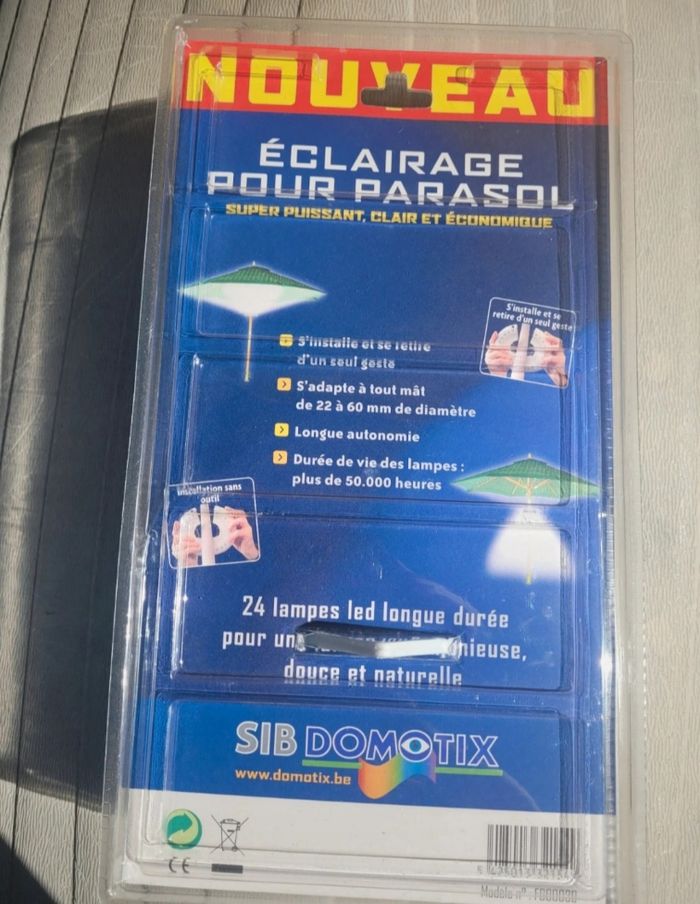 NOUVEAU
ÉCLAIRAGE
POUR PARASOL
SUPER PUISSANT, CLAIR ET ÉCONOMIQUE
S'installe et se
retire d'un seul geste
S'installe et se retire
d'un seul geste
S'adapte à tout mât
de 22 à 60 mm de diamètre
Longue autonomie
Durée de vie des lampes :
plus de 50.000 heures
Installation sans
outil
24 lampes led longue durée
pour un
douce et naturelle
SIB DOMOTIX
www.domotix.be
CE
Modèle n° :